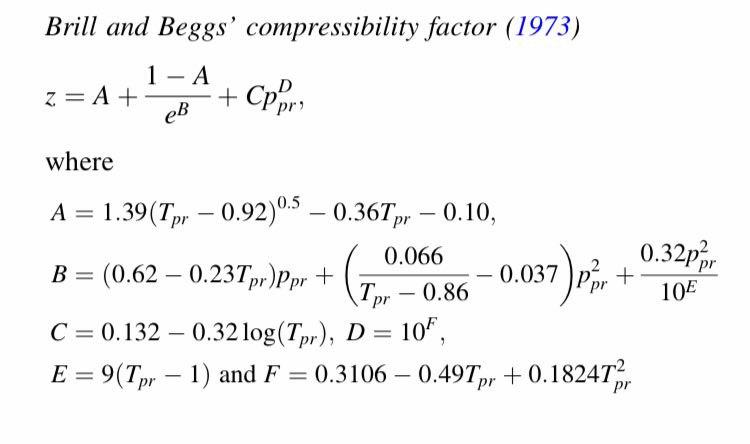 Brill and Beggs' compressibility factor (1973)
z = A + \frac{1 - A}{e^B} + Cp_{pr}^D,
where
A = 1.39(T_{pr} - 0.92)^{0.5} - 0.36T_{pr} - 0.10,
B = (0.62 - 0.23T_{pr})p_{pr} + \left(\frac{0.066}{T_{pr} - 0.86} - 0.037\right)p_{pr}^2 + \frac{0.32p_{pr}^2}{10^E}
C = 0.132 - 0.32 log(T_{pr}), D = 10^F,
E = 9(T_{pr} - 1) and F = 0.3106 - 0.49T_{pr} + 0.1824T_{pr}^2